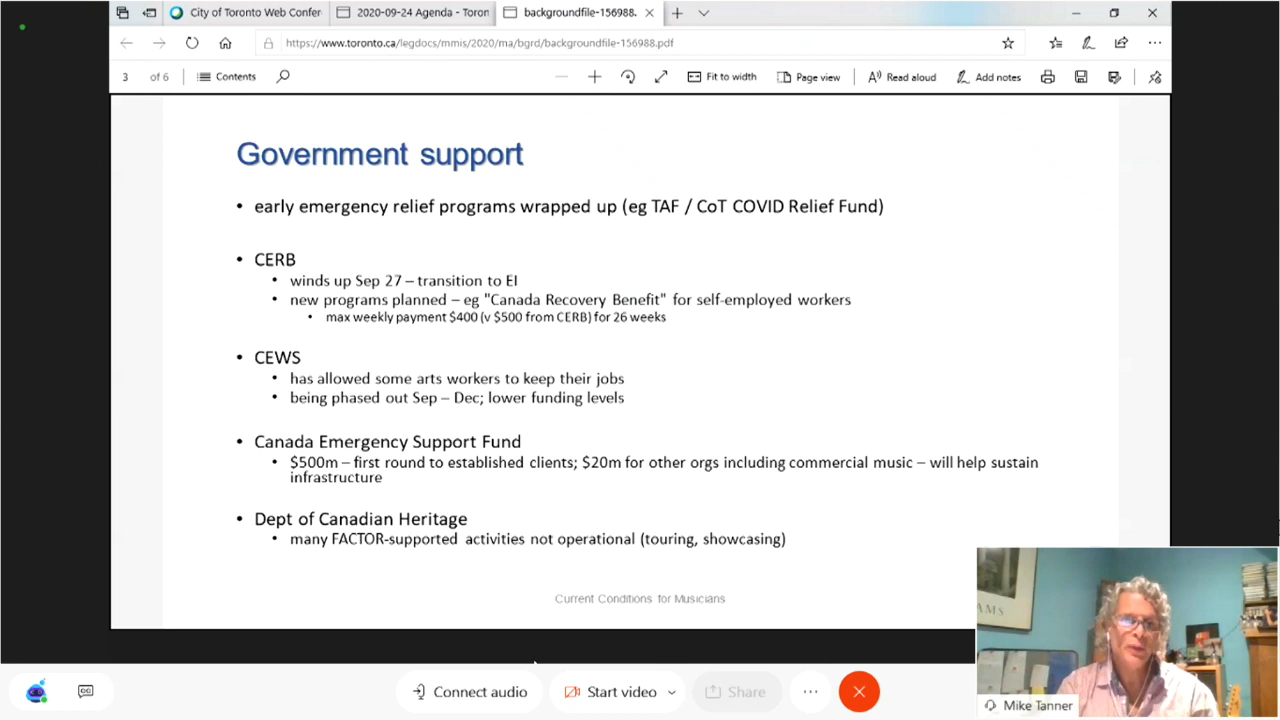 City of Toronto Web Confer
2020-09-24 Agenda - Toron
backgroundfile-156988.
https://www.toronto.ca/legdocs/mmis/2020/ma/bgrd/backgroundfile-156988.pdf
3 of 6 Contents Fit to width Page view Read aloud Add notes
Government support
• early emergency relief programs wrapped up (eg TAF / CoT COVID Relief Fund)
• CERB
• winds up Sep 27 – transition to EI
• new programs planned – eg "Canada Recovery Benefit" for self-employed workers
• max weekly payment $400 (v $500 from CERB) for 26 weeks
• CEWS
• has allowed some arts workers to keep their jobs
• being phased out Sep – Dec; lower funding levels
• Canada Emergency Support Fund
• $500m – first round to established clients; $20m for other orgs including commercial music – will help sustain
infrastructure
• Dept of Canadian Heritage
• many FACTOR-supported activities not operational (touring, showcasing)
Current Conditions for Musicians
AMS
Mike Tanner
CC
Connect audio
Start video
Share